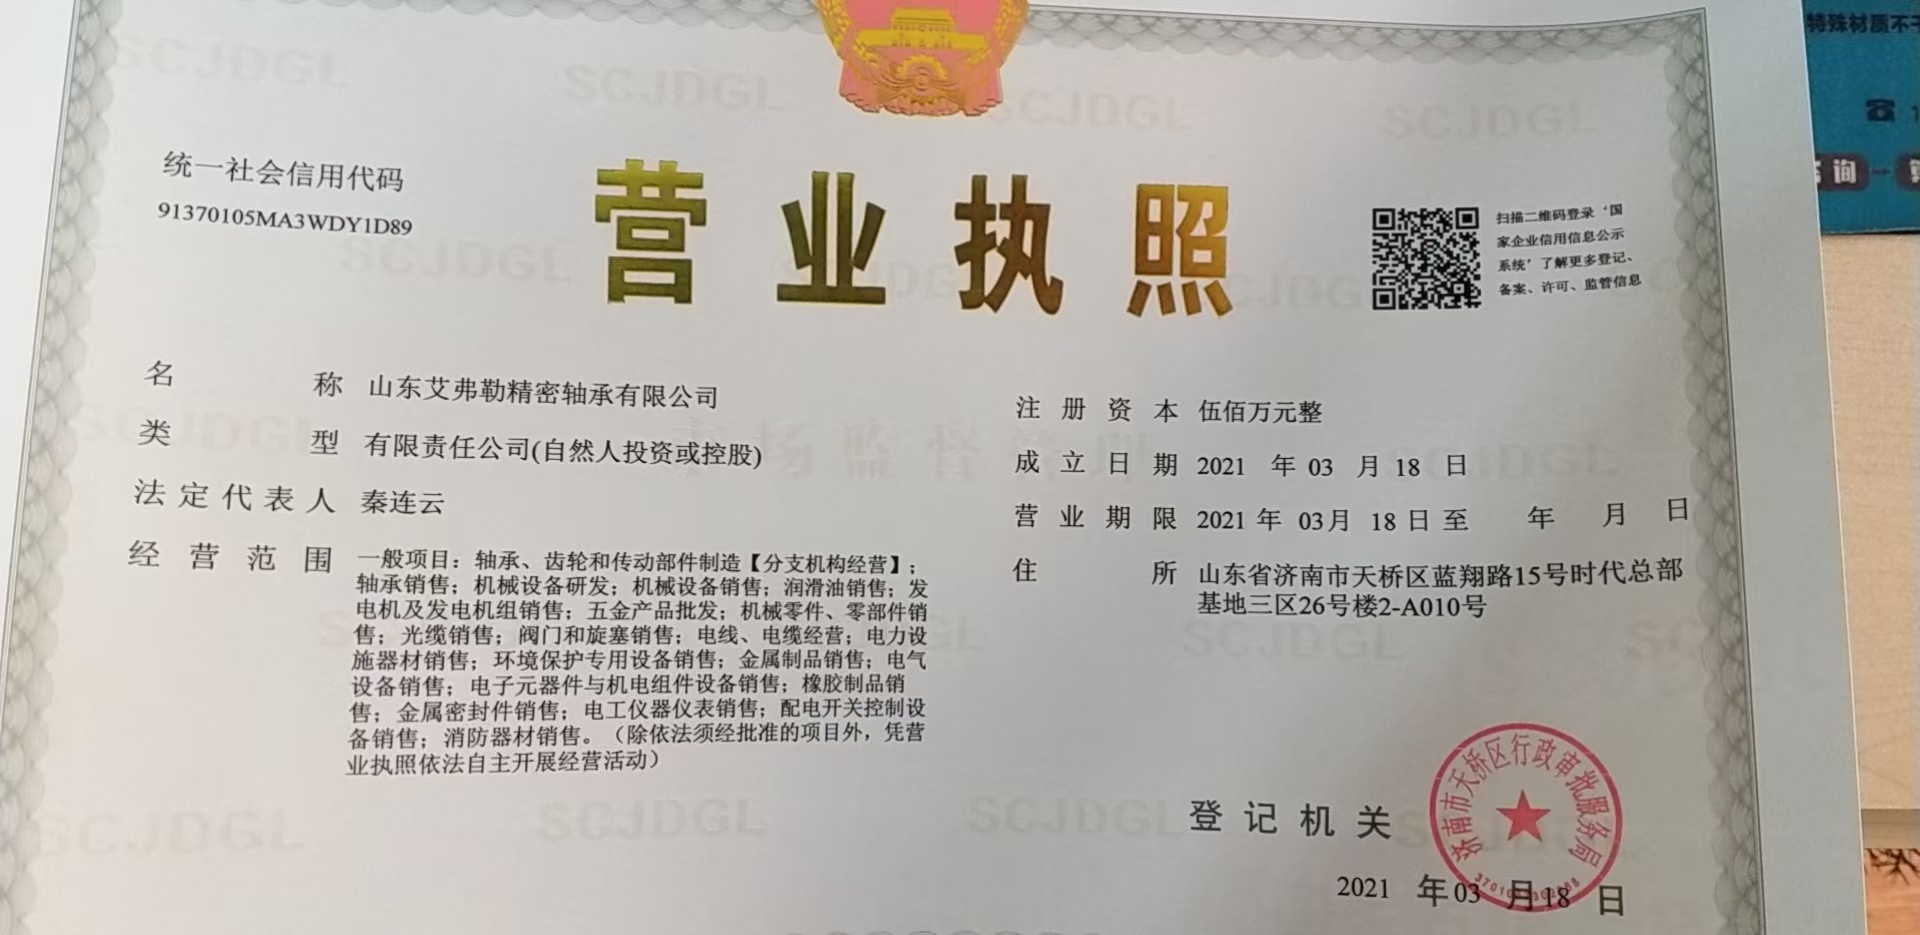 统一社会信用代码
91370105MA3WDY1D89
营业执照
扫描二维码登录‘国
家企业信用信息公示
系统’了解更多登记、
备案、许可、监管信息
名称 山东艾弗勒精密轴承有限公司
类型 有限责任公司(自然人投资或控股)
法定代表人 秦连云
经营范围 一般项目：轴承、齿轮和传动部件制造【分支机构经营】；
轴承销售；机械设备研发；机械设备销售；润滑油销售；发
电机及发电机组销售；五金产品批发；机械零件、零部件销
售；光缆销售；阀门和旋塞销售；电线、电缆经营；电力设
施器材销售；环境保护专用设备销售；金属制品销售；电气
设备销售；电子元器件与机电组件设备销售；橡胶制品销
售；金属密封件销售；电工仪器仪表销售；配电开关控制设
备销售；消防器材销售。（除依法须经批准的项目外，凭营
业执照依法自主开展经营活动）
注册资本 伍佰万元整
成立日期 2021 年 03 月 18 日
营业期限 2021 年 03月 18 日 至 年 月 日
住所 山东省济南市天桥区蓝翔路15号时代总部
基地三区26号楼2-A010号
登记机关
济南市天桥区行政审批服务局
2021 年 03 月 18 日
SCJDGL
市场监督管理
特殊材质不
询